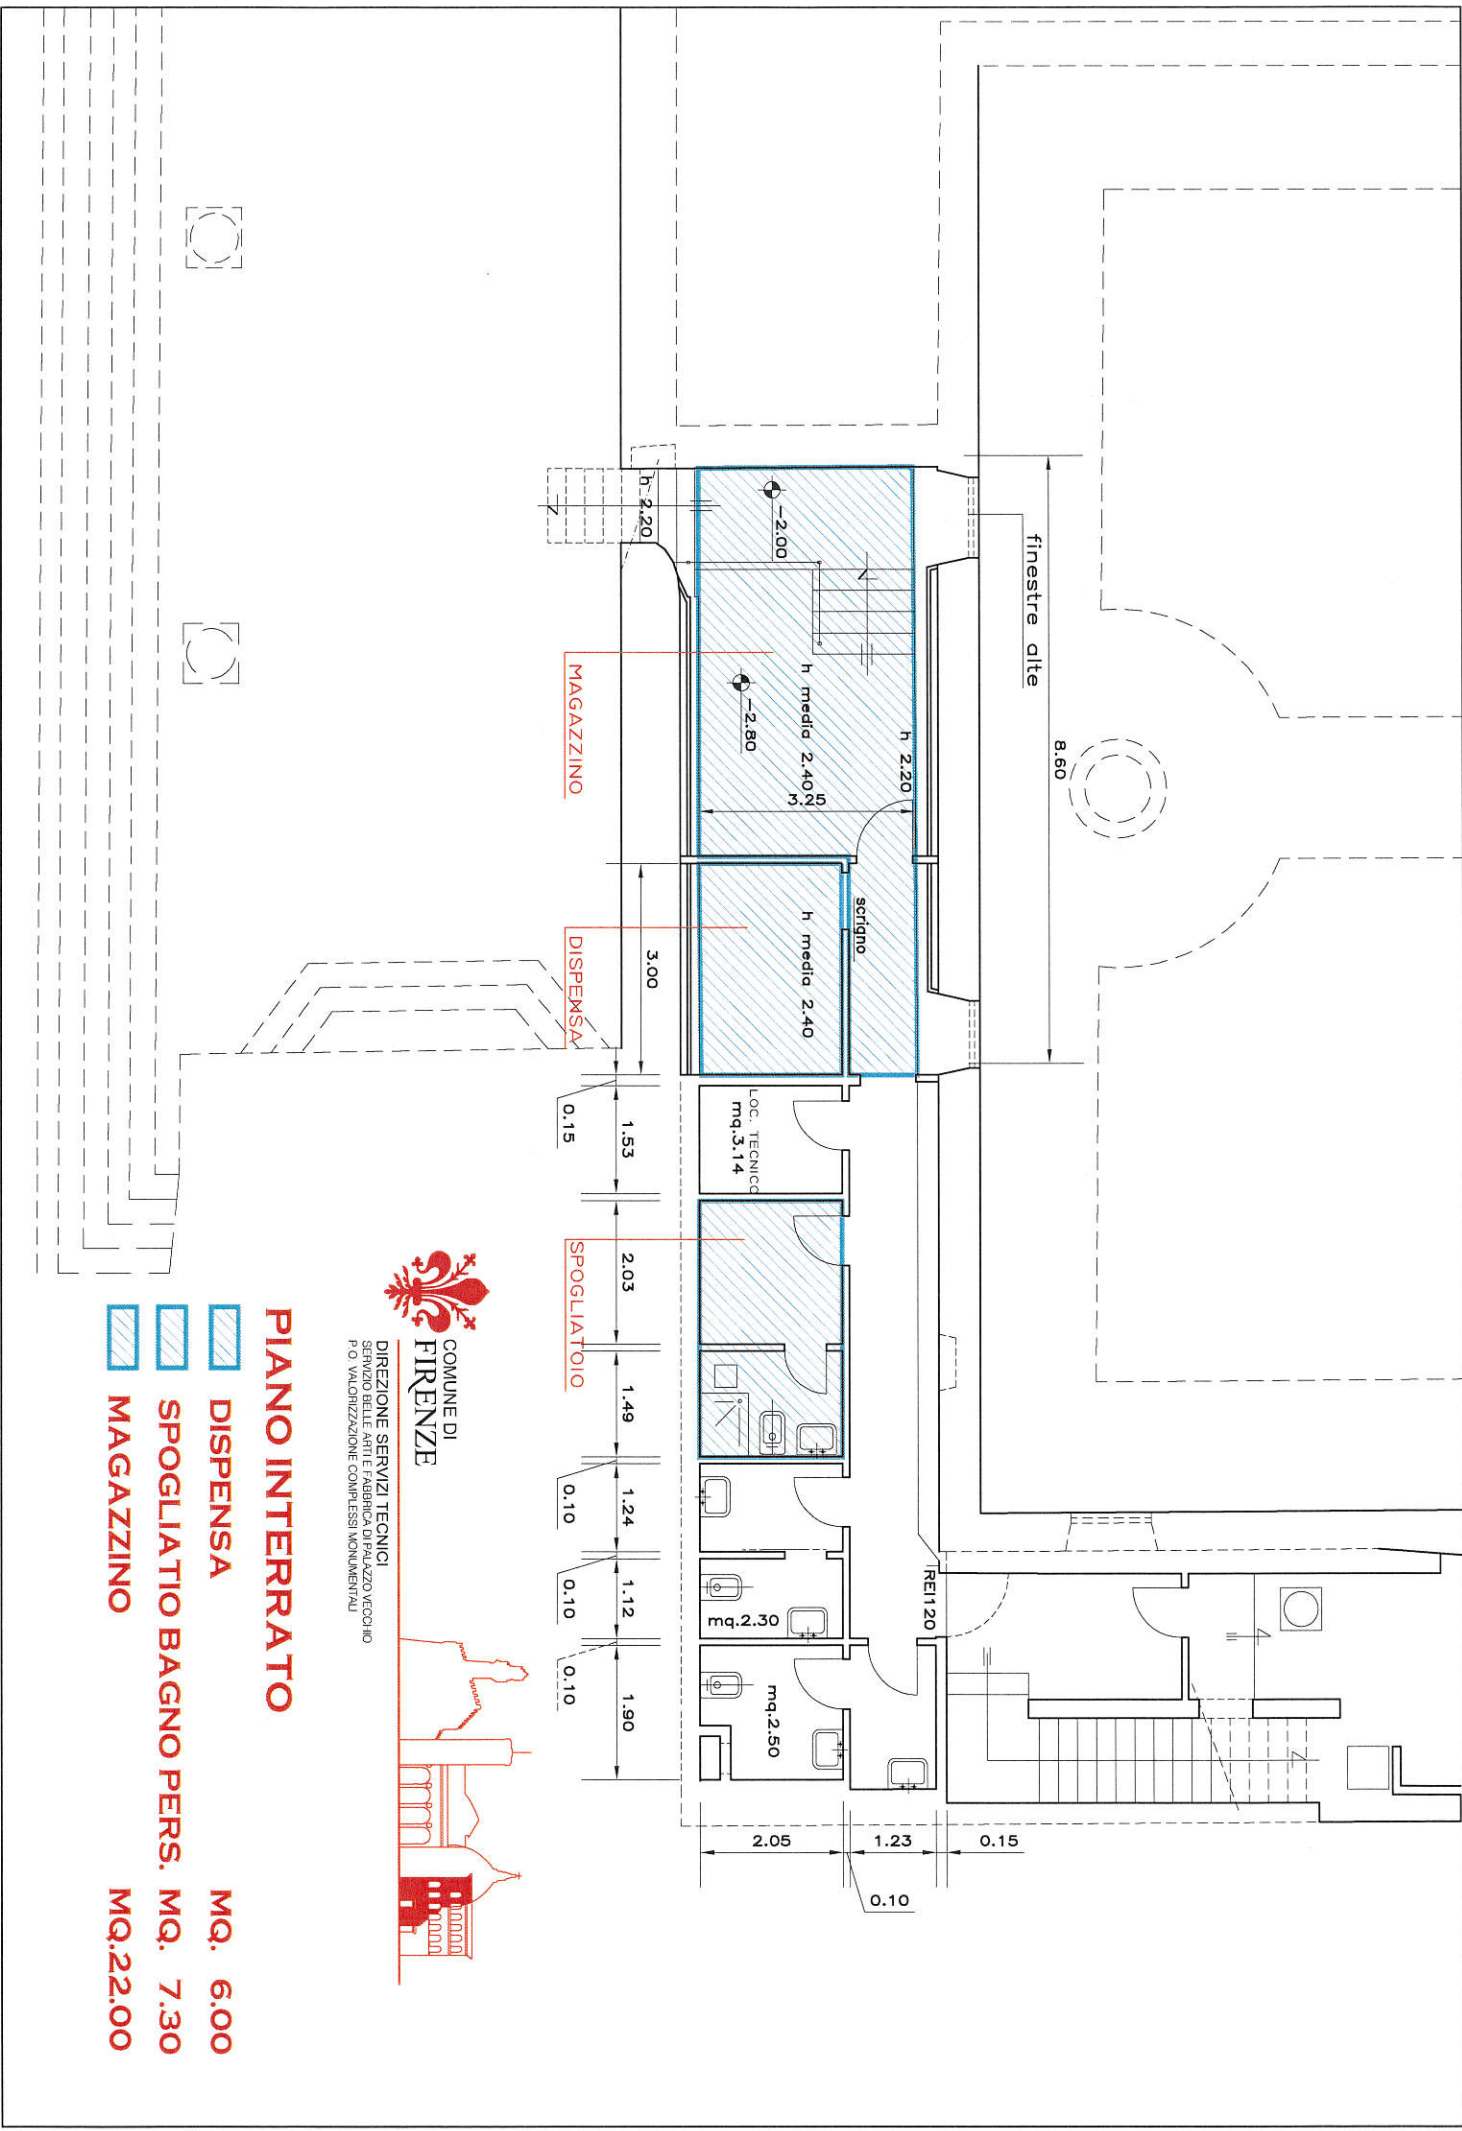 finestre alte
8.60
h 2.20
-2.00
h 2.20
h media 2.40
-2.80
3.25
MAGAZZINO
scrigno
h media 2.40
DISPENSA
3.00
0.15
1.53
LOC. TECNICO
mq.3.14
2.03
SPOGLIATOIO
1.49
0.10
1.24
0.10
1.12
mq.2.30
0.10
1.90
mq.2.50
REI120
2.05
1.23
0.15
0.10
COMUNE DI
FIRENZE
DIREZIONE SERVIZI TECNICI
SERVIZIO BELLE ARTI E FABBRICA DI PALAZZO VECCHIO
P.O. VALORIZZAZIONE COMPLESSI MONUMENTALI
PIANO INTERRATO
DISPENSA MQ. 6.00
SPOGLIATIO BAGNO PERS. MQ. 7.30
MAGAZZINO MQ.22.00